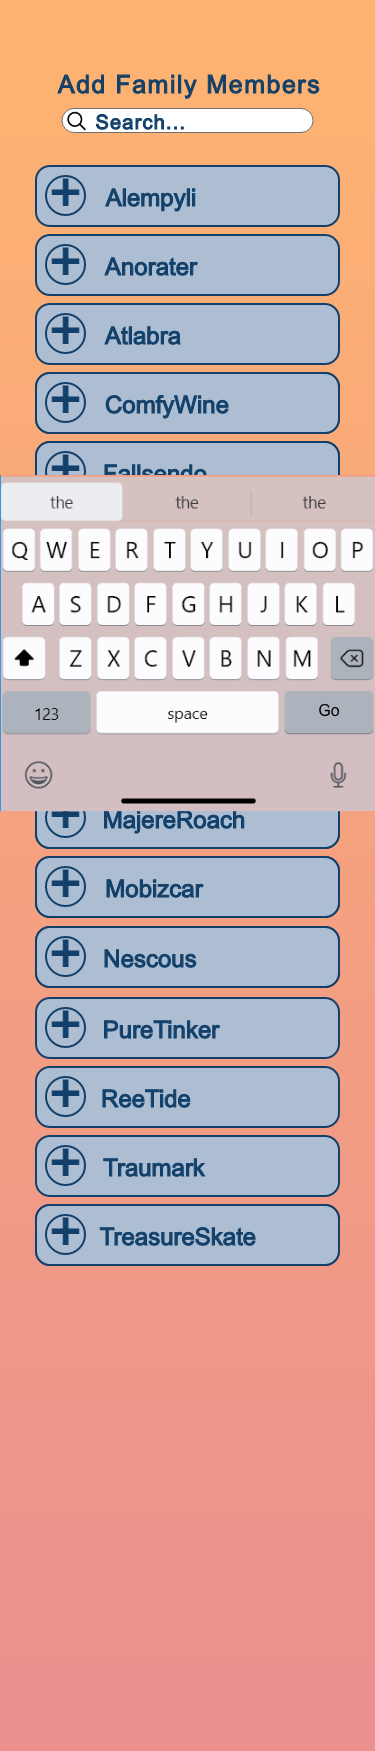 Add Family Members
Search...
Alempyli
Anorater
Atlabra
ComfyWine
Fallsendo
the the the
Q W E R T Y U I O P
A S D F G H J K L
Z X C V B N M
123 space Go
MajereRoach
Mobizcar
Nescous
PureTinker
ReeTide
Traumark
TreasureSkate